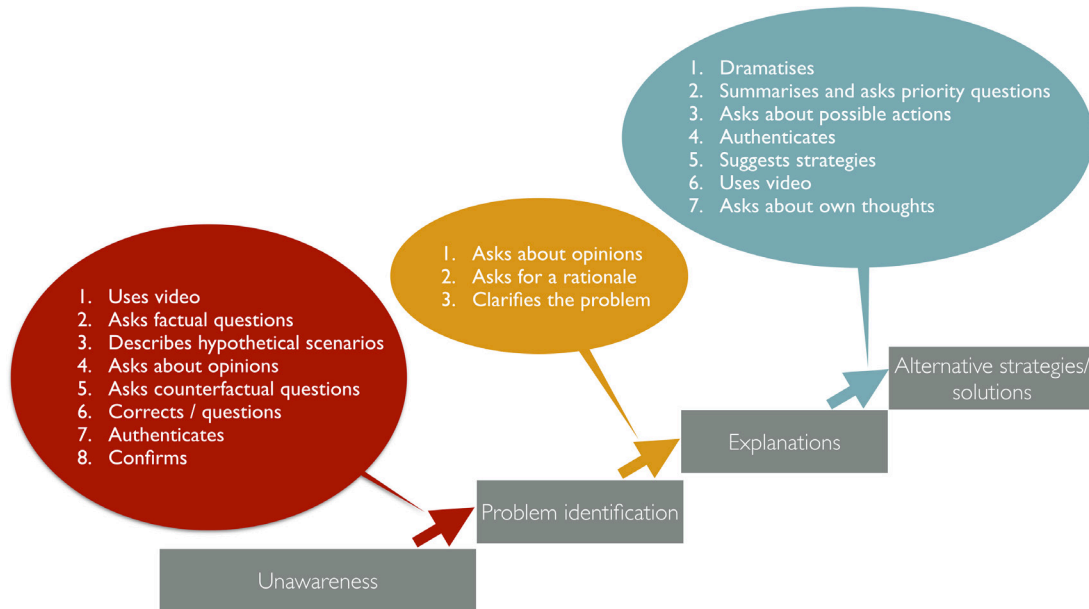 1. Dramatises
2. Summarises and asks priority questions
3. Asks about possible actions
4. Authenticates
5. Suggests strategies
6. Uses video
7. Asks about own thoughts
1. Asks about opinions
2. Asks for a rationale
3. Clarifies the problem
1. Uses video
2. Asks factual questions
3. Describes hypothetical scenarios
4. Asks about opinions
5. Asks counterfactual questions
6. Corrects / questions
7. Authenticates
8. Confirms
Alternative strategies/
solutions
Explanations
Problem identification
Unawareness